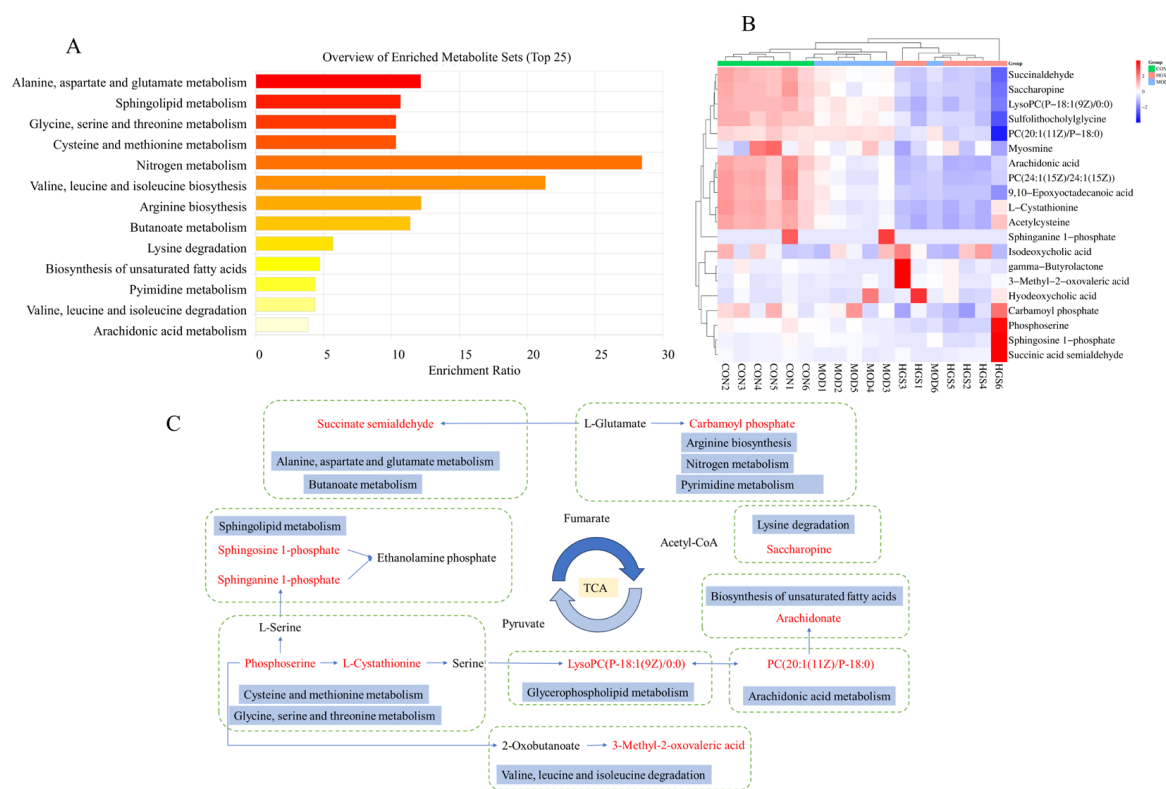 A
Overview of Enriched Metabolite Sets (Top 25)
Alanine, aspartate and glutamate metabolism
Sphingolipid metabolism
Glycine, serine and threonine metabolism
Cysteine and methionine metabolism
Nitrogen metabolism
Valine, leucine and isoleucine biosythesis
Arginine biosythesis
Butanoate metabolism
Lysine degradation
Biosynthesis of unsaturated fatty acids
Pyimidine metabolism
Valine, leucine and isoleucine degradation
Arachidonic acid metabolism
0 5 10 15 20 25 30
Enrichment Ratio
B
Group
Succinaldehyde
Saccharopine
LysoPC(P-18:1(9Z)/0:0)
Sulfolithocholylglycine
PC(20:1(11Z)/P-18:0)
Myosmine
Arachidonic acid
PC(24:1(15Z)/24:1(15Z))
9,10-Epoxyoctadecanoic acid
L-Cystathionine
Acetylcysteine
Sphinganine 1-phosphate
Isodeoxycholic acid
gamma-Butyrolactone
3-Methyl-2-oxovaleric acid
Hyodeoxycholic acid
Carbamoyl phosphate
Phosphoserine
Sphingosine 1-phosphate
Succinic semialdehyde
CON2 CON3 CON4 CON5 CON1 CON6 MOD1 MOD2 MOD5 MOD4 MOD3 HGS3 HGS1 MOD6 HGS5 HGS2 HGS4 HGS6
Group
CON
HGS
MOD
C
Succinate semialdehyde
L-Glutamate
Carbamoyl phosphate
Alanine, aspartate and glutamate metabolism
Butanoate metabolism
Arginine biosynthesis
Nitrogen metabolism
Pyrimidine metabolism
Sphingolipid metabolism
Sphingosine 1-phosphate
Sphinganine 1-phosphate
Ethanolamine phosphate
Fumarate
Acetyl-CoA
TCA
Pyruvate
Lysine degradation
Saccharopine
Biosynthesis of unsaturated fatty acids
Arachidonate
L-Serine
Phosphoserine
L-Cystathionine
Serine
LysoPC(P-18:1(9Z)/0:0)
PC(20:1(11Z)/P-18:0)
Cysteine and methionine metabolism
Glycine, serine and threonine metabolism
Glycerophospholipid metabolism
Arachidonic acid metabolism
2-Oxobutanoate
3-Methyl-2-oxovaleric acid
Valine, leucine and isoleucine degradation